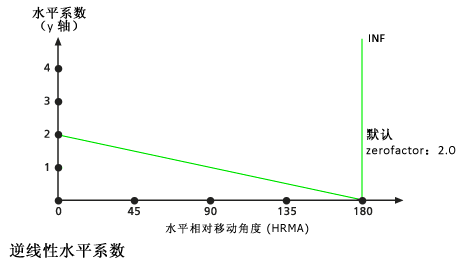 水平系数
（y 轴）
INF
4
3
2
1
默认
zerofactor：2.0
0 45 90 135 180
水平相对移动角度 (HRMA)
逆线性水平系数